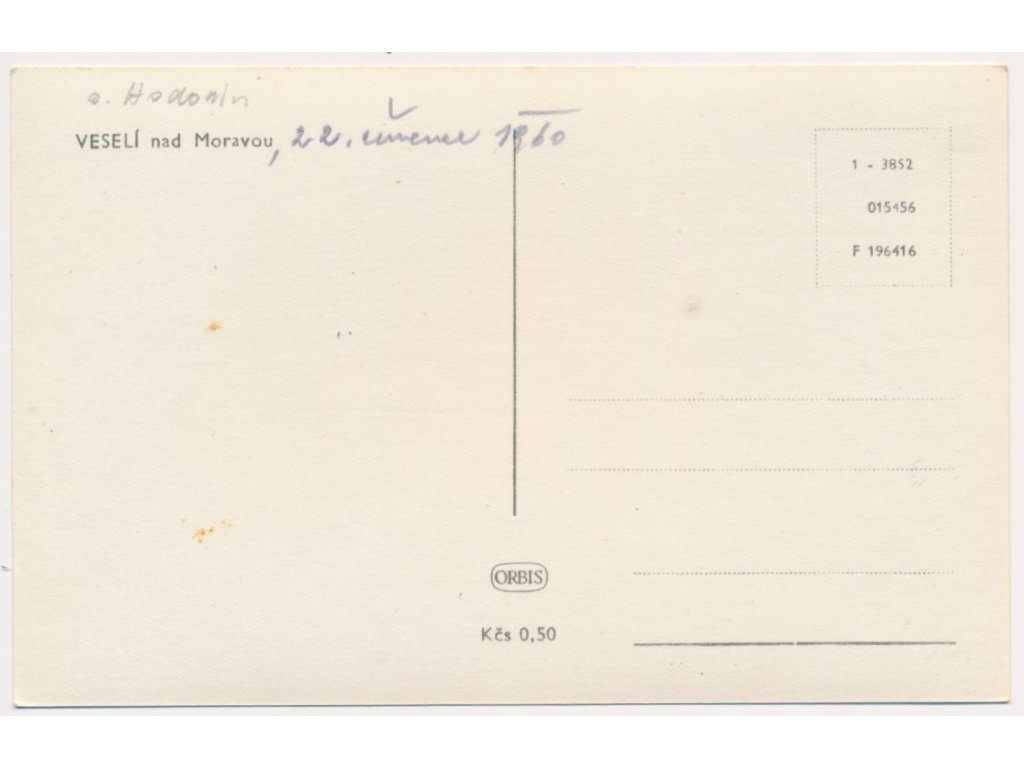 o. Hodonín
VESELÍ nad Moravou, 22. července 1960
1 - 3852
015456
F 196416
ORBIS
Kčs 0,50